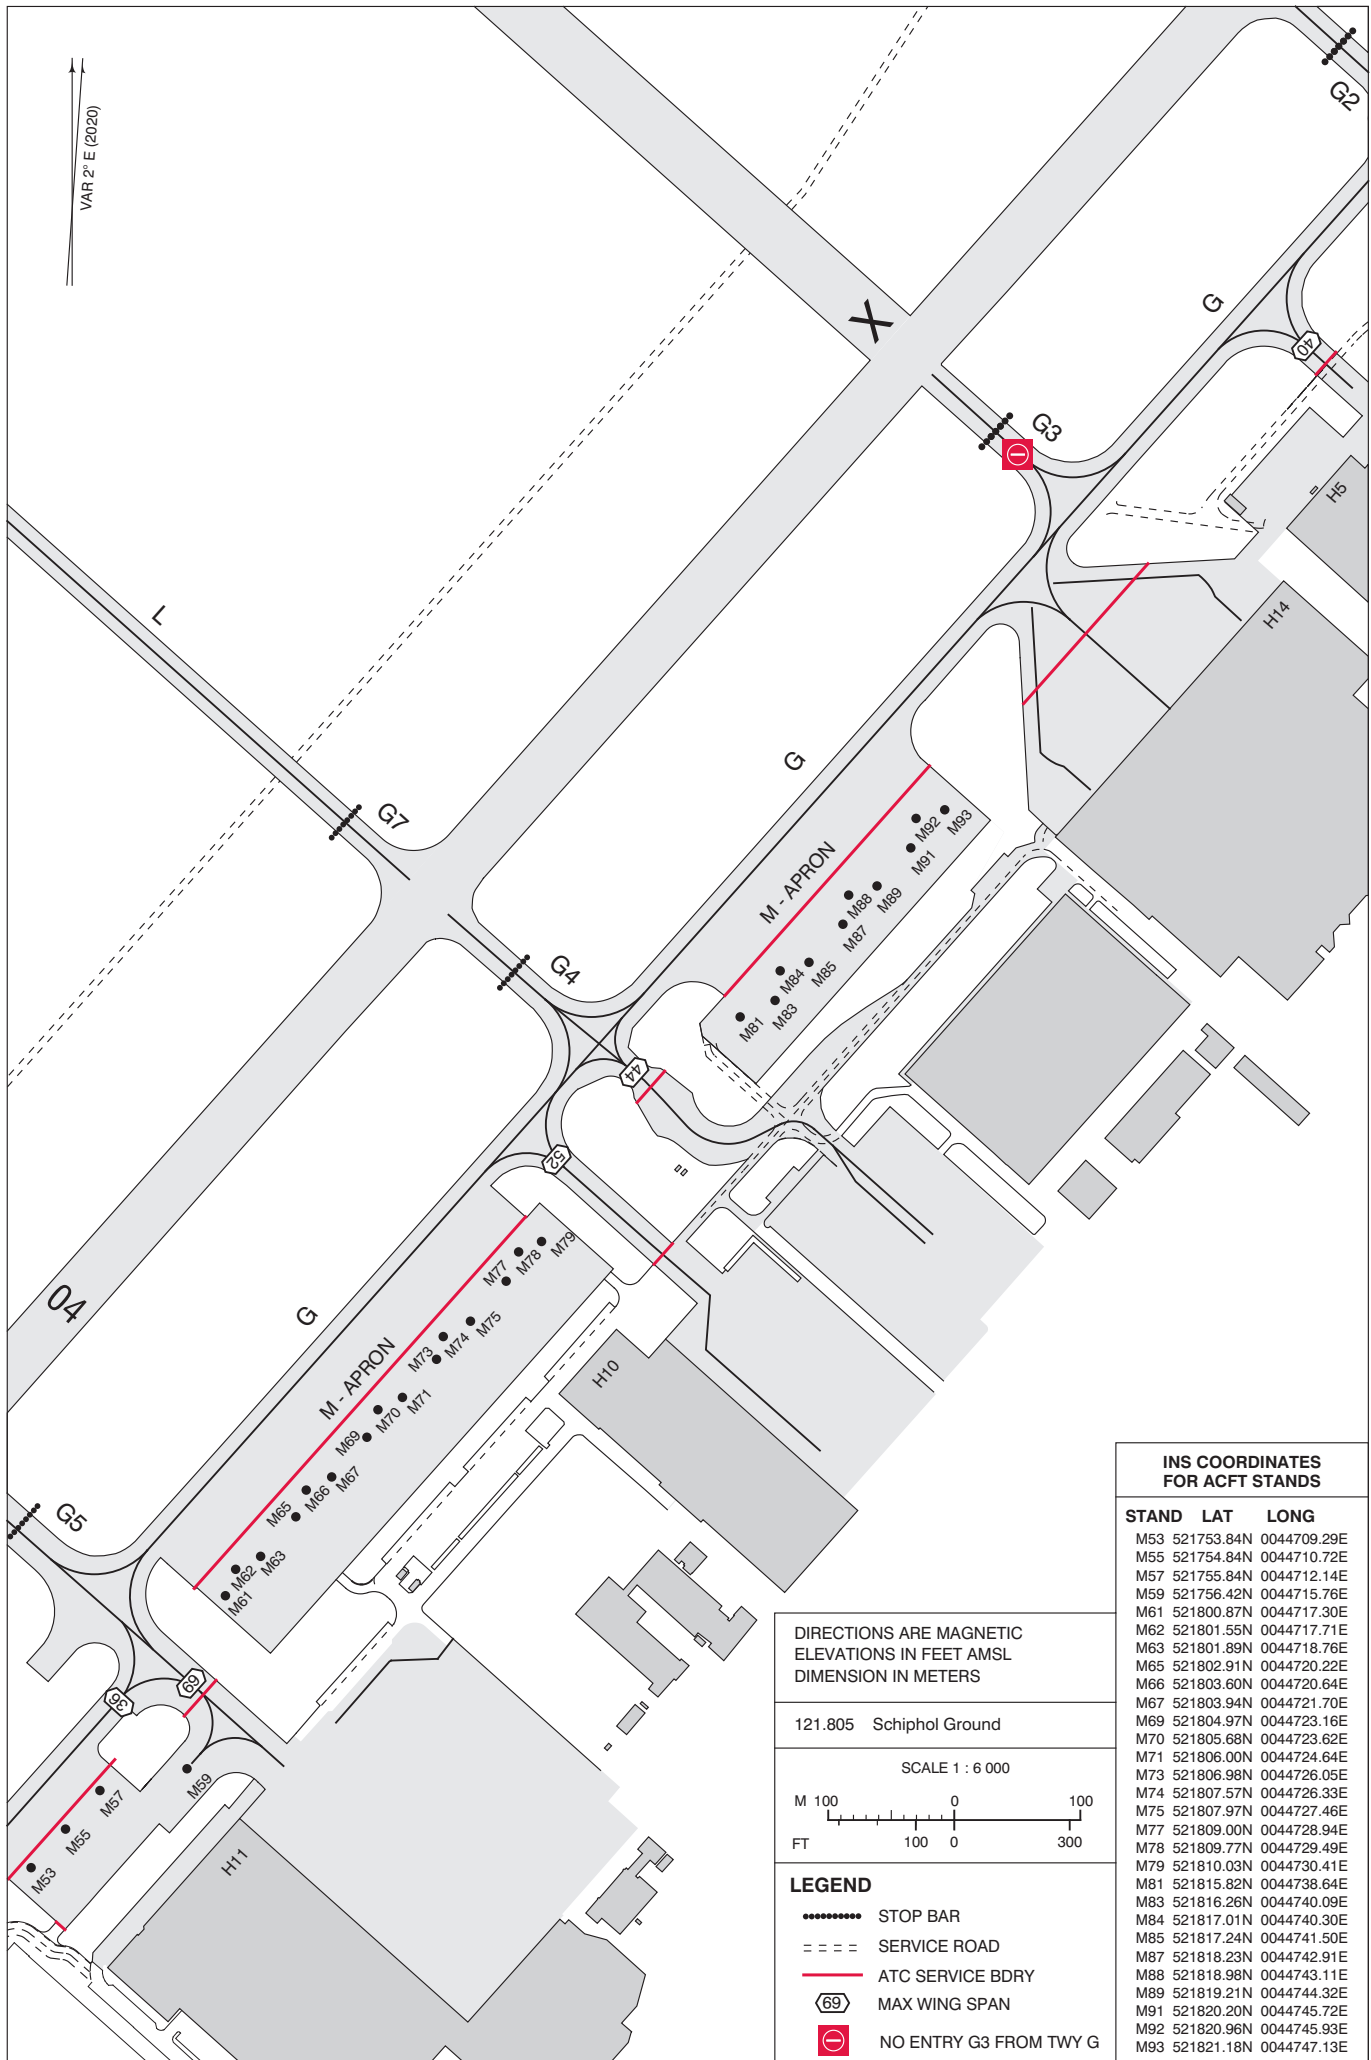 VAR 2° E (2020)
G2
X
G
40
G3
H5
L
H14
G
G7
M - APRON
M92
M93
M91
M88
M89
M87
G4
M84
M85
M81
M83
44
52
04
G
M - APRON
M77
M78
M79
M73
M74
M75
M69
M70
M71
H10
M65
M66
M67
G5
M62
M63
M61
69
36
M59
M57
M55
M53
H11
DIRECTIONS ARE MAGNETIC
ELEVATIONS IN FEET AMSL
DIMENSION IN METERS
121.805 Schiphol Ground
SCALE 1 : 6 000
M 100 0 100
FT 100 0 300
LEGEND
STOP BAR
SERVICE ROAD
ATC SERVICE BDRY
69 MAX WING SPAN
NO ENTRY G3 FROM TWY G
INS COORDINATES
FOR ACFT STANDS
STAND LAT LONG
M53 521753.84N 0044709.29E
M55 521754.84N 0044710.72E
M57 521755.84N 0044712.14E
M59 521756.42N 0044715.76E
M61 521800.87N 0044717.30E
M62 521801.55N 0044717.71E
M63 521801.89N 0044718.76E
M65 521802.91N 0044720.22E
M66 521803.60N 0044720.64E
M67 521803.94N 0044721.70E
M69 521804.97N 0044723.16E
M70 521805.68N 0044723.62E
M71 521806.00N 0044724.64E
M73 521806.98N 0044726.05E
M74 521807.57N 0044726.33E
M75 521807.97N 0044727.46E
M77 521809.00N 0044728.94E
M78 521809.77N 0044729.49E
M79 521810.03N 0044730.41E
M81 521815.82N 0044738.64E
M83 521816.26N 0044740.09E
M84 521817.01N 0044740.30E
M85 521817.24N 0044741.50E
M87 521818.23N 0044742.91E
M88 521818.98N 0044743.11E
M89 521819.21N 0044744.32E
M91 521820.20N 0044745.72E
M92 521820.96N 0044745.93E
M93 521821.18N 0044747.13E